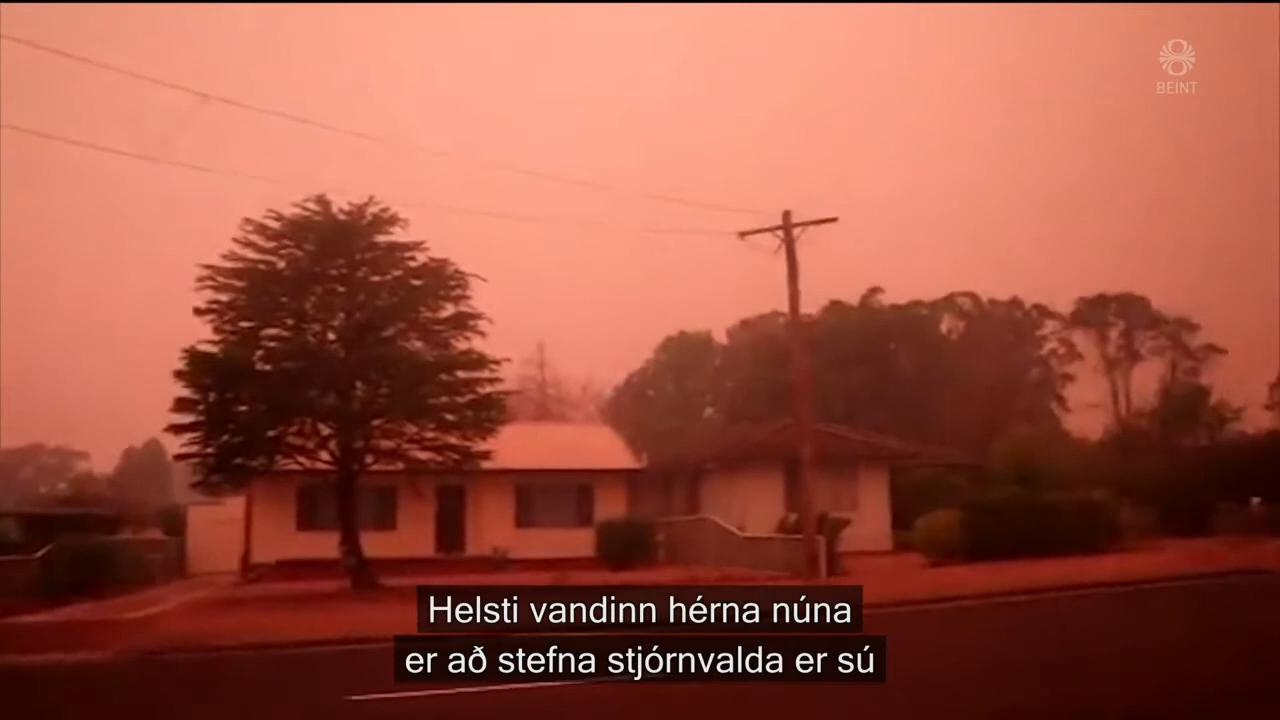 BEINT
Helsti vandinn hérna núna
er að stefna stjórnvalda er sú